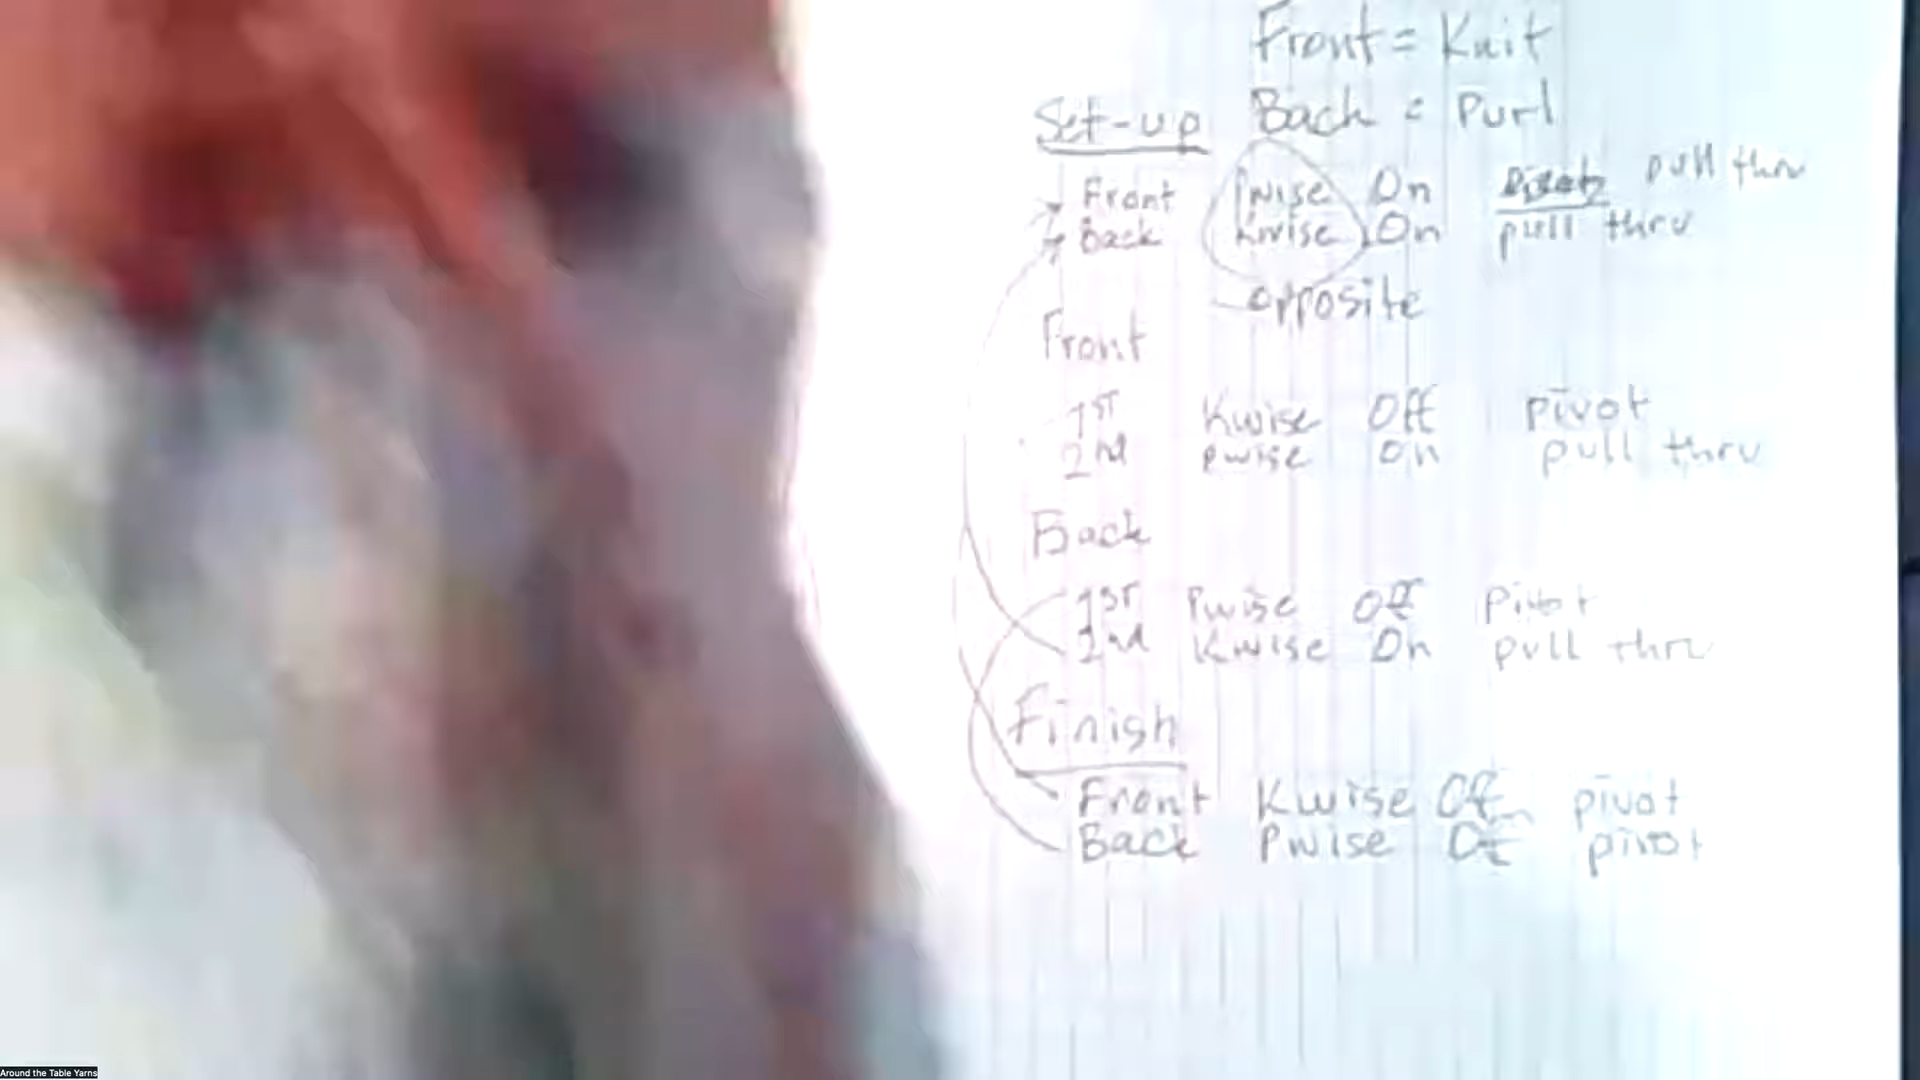 Front = Knit
Set-up Back = Purl
Front Pwise On pull thru
Back Kwise On pull thru
opposite
Front
1ST Kwise Off pivot
2nd pwise on pull thru
Back
1ST Pwise Off Pivot
2nd Kwise On pull thru
Finish
Front Kwise Off pivot
Back Pwise Off pivot
Around the Table Yarns